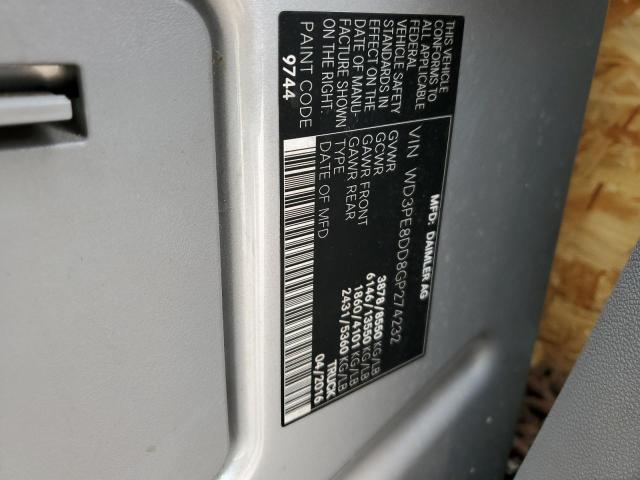 MFD: DAIMLER AG
VIN WD3PE8DD8GP274232
GVWR 3878/8550 KG/LB
GCWR 6146/13550 KG/LB
GAWR FRONT 1860/4101 KG/LB
GAWR REAR 2431/5360 KG/LB
TYPE TRUCK
DATE OF MFD 04/2016
THIS VEHICLE
CONFORMS TO
ALL APPLICABLE
FEDERAL
VEHICLE SAFETY
STANDARDS IN
EFFECT ON THE
DATE OF MANU-
FACTURE SHOWN
ON THE RIGHT.
PAINT CODE
9744